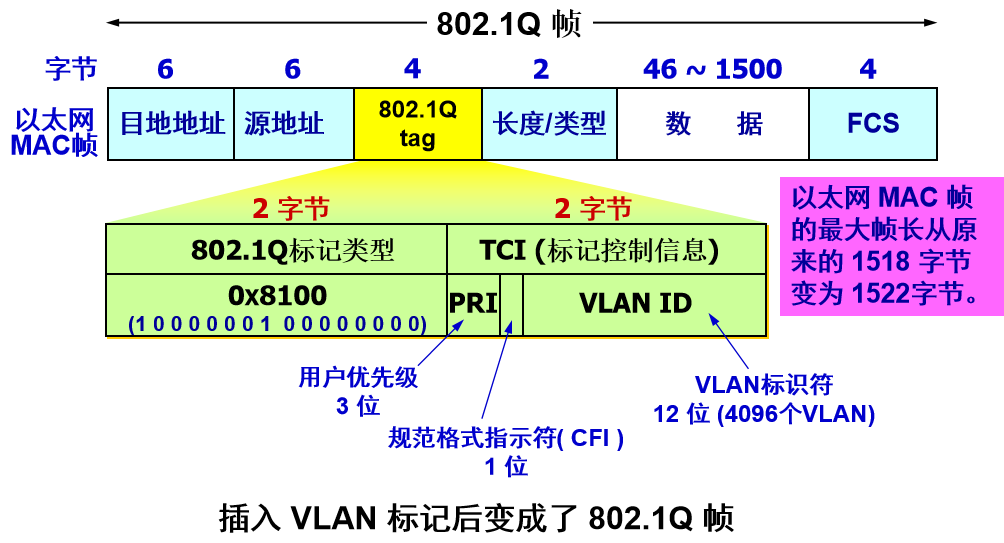 802.1Q 帧
字节 6 6 4 2 46 ~ 1500 4
以太网
MAC帧
目地地址 源地址 802.1Q
tag
长度/类型 数 据 FCS
2 字节 2 字节
802.1Q标记类型 TCI (标记控制信息)
0x8100
(1 0 0 0 0 0 0 1 0 0 0 0 0 0 0 0)
PRI VLAN ID
以太网 MAC 帧
的最大帧长从原
来的 1518 字节
变为 1522字节。
用户优先级
3 位
规范格式指示符( CFI )
1 位
VLAN标识符
12 位 (4096个VLAN)
插入 VLAN 标记后变成了 802.1Q 帧